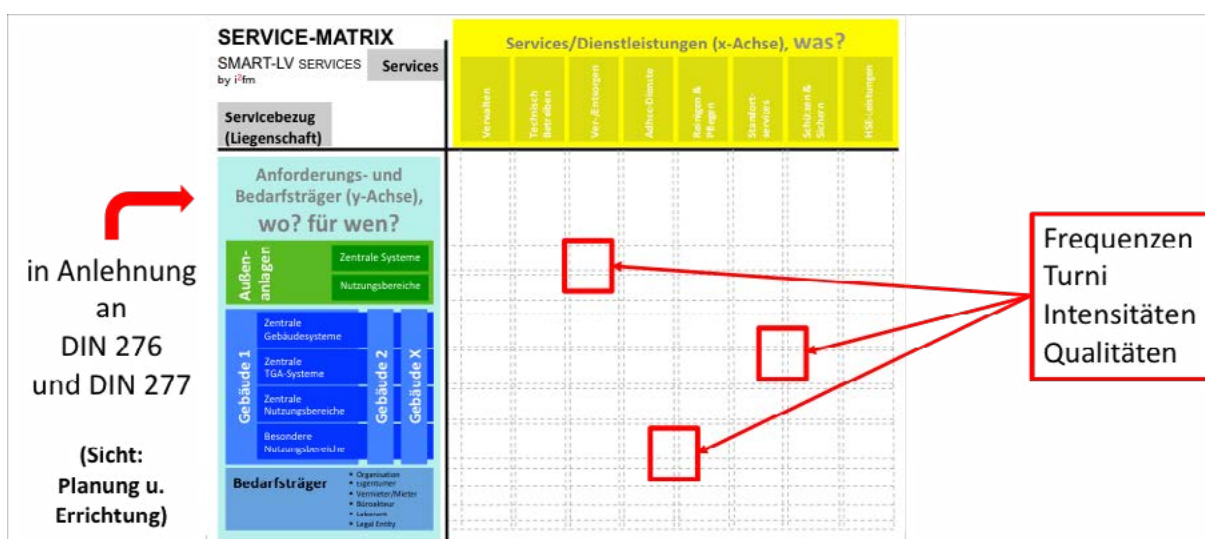 SERVICE-MATRIX
SMART-LV SERVICES
by i²fm
Services
Servicebezug
(Liegenschaft)
Services/Dienstleistungen (x-Achse), was?
Verwalten
Technisch
Betreiben
Ver-/Entsorgen
Adhoc-Dienste
Reinigen &
Pflegen
Standort-
services
Schützen &
Sichern
HSE-Leistungen
Anforderungs- und
Bedarfsträger (y-Achse),
wo? für wen?
Außen-
anlagen
Zentrale Systeme
Nutzungsbereiche
Gebäude 1
Zentrale
Gebäudesysteme
Zentrale
TGA-Systeme
Zentrale
Nutzungsbereiche
Besondere
Nutzungsbereiche
Gebäude 2
Gebäude X
Bedarfsträger
• Organisation
• Eigentümer
• Vermieter/Mieter
• Legal Entity
in Anlehnung
an
DIN 276
und DIN 277
(Sicht:
Planung u.
Errichtung)
Frequenzen
Turni
Intensitäten
Qualitäten